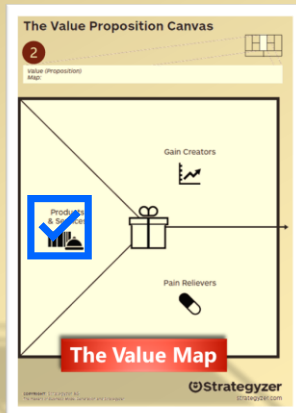 The Value Proposition Canvas
2
Value (Proposition)
Map:
Gain Creators
Products
& Services
Pain Relievers
The Value Map
Strategyzer
strategyzer.com